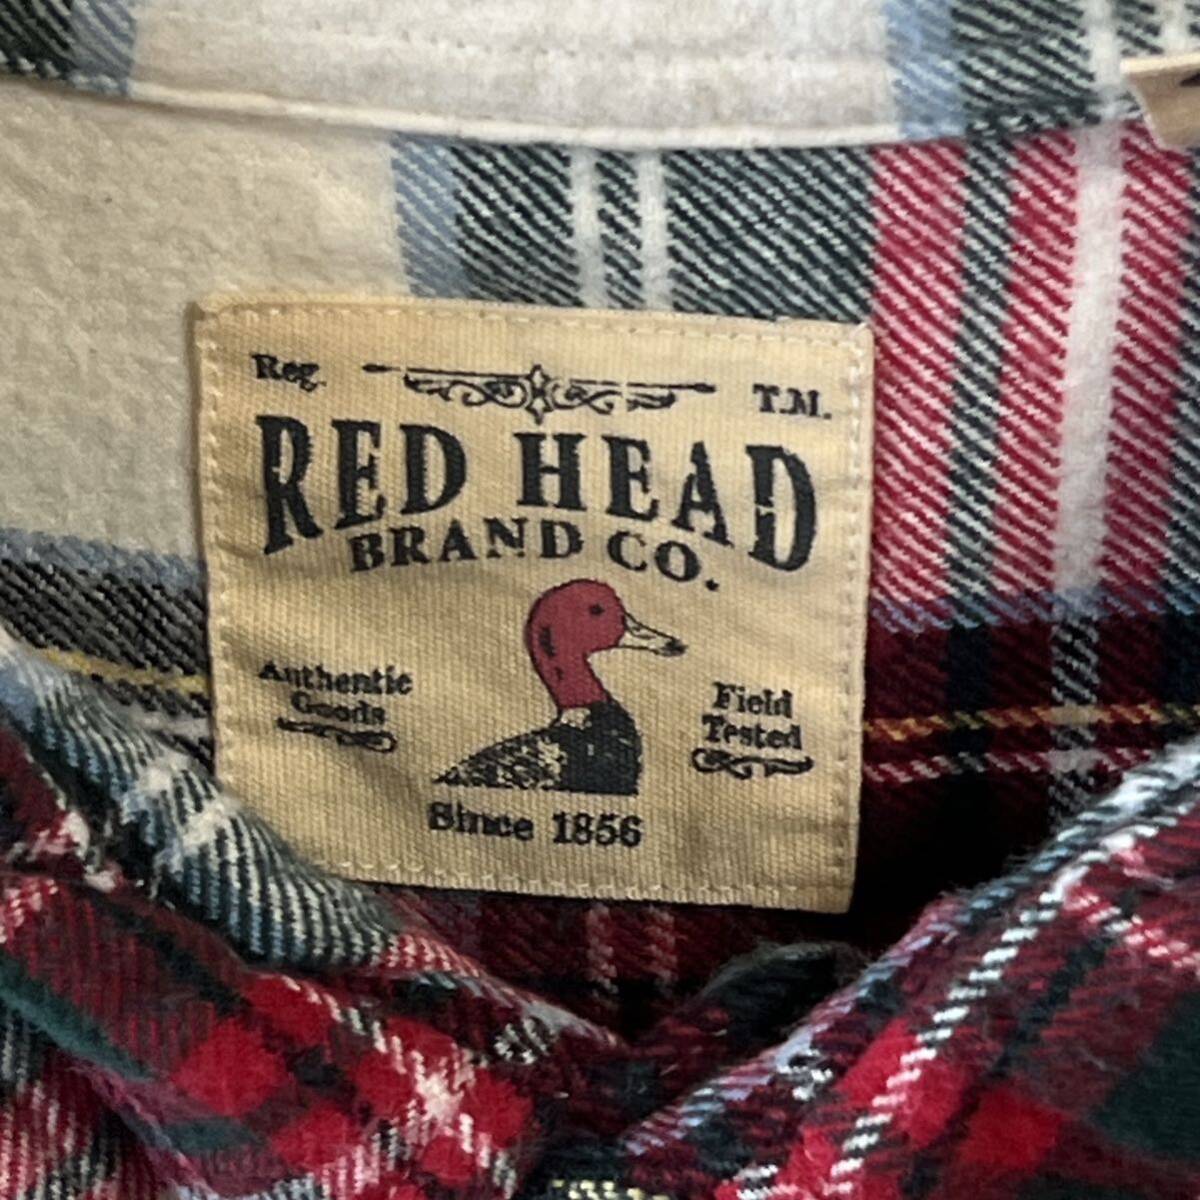 Reg. T.M.
RED HEAD
BRAND CO.
Authentic
Goods
Field
Tested
Since 1856